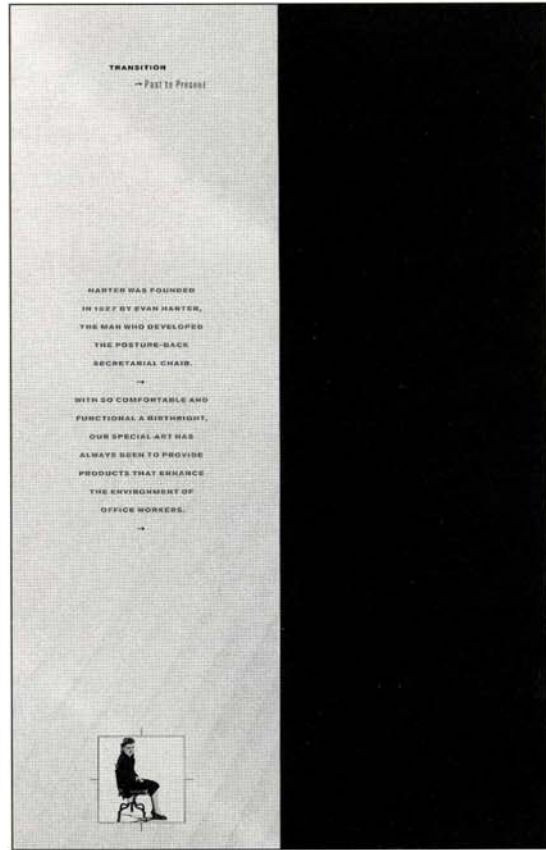 TRANSITION
→ Past to Present
HARTER WAS FOUNDED
IN 1927 BY EVAN HARTER,
THE MAN WHO DEVELOPED
THE POSTURE-BACK
SECRETARIAL CHAIR.
→
WITH SO COMFORTABLE AND
FUNCTIONAL A BIRTHRIGHT,
OUR SPECIAL ART HAS
ALWAYS BEEN TO PROVIDE
PRODUCTS THAT ENHANCE
THE ENVIRONMENT OF
OFFICE WORKERS.
→